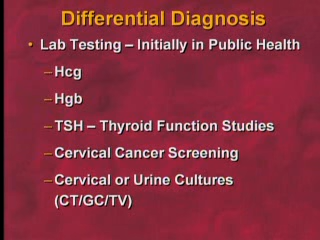 Differential Diagnosis
• Lab Testing – Initially in Public Health
– Hcg
– Hgb
– TSH – Thyroid Function Studies
– Cervical Cancer Screening
– Cervical or Urine Cultures
(CT/GC/TV)